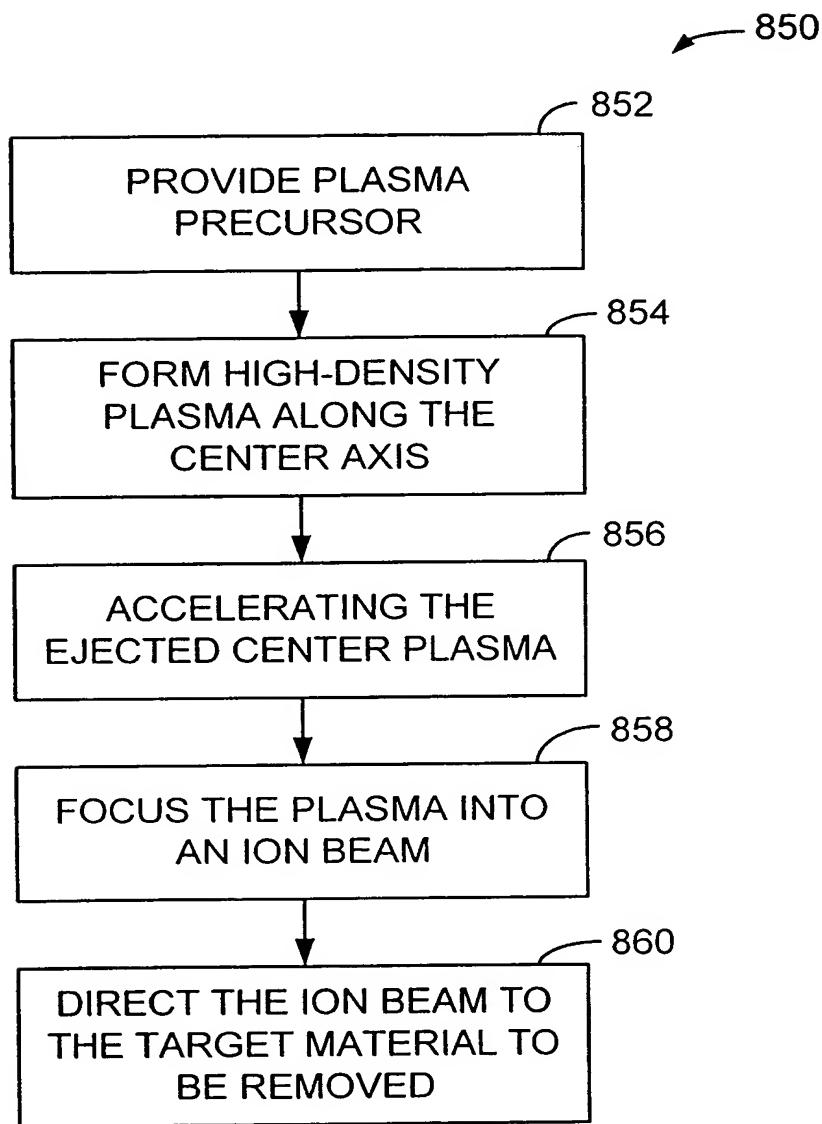 850
852
PROVIDE PLASMA
PRECURSOR
854
FORM HIGH-DENSITY
PLASMA ALONG THE
CENTER AXIS
856
ACCELERATING THE
EJECTED CENTER PLASMA
858
FOCUS THE PLASMA INTO
AN ION BEAM
860
DIRECT THE ION BEAM TO
THE TARGET MATERIAL TO
BE REMOVED